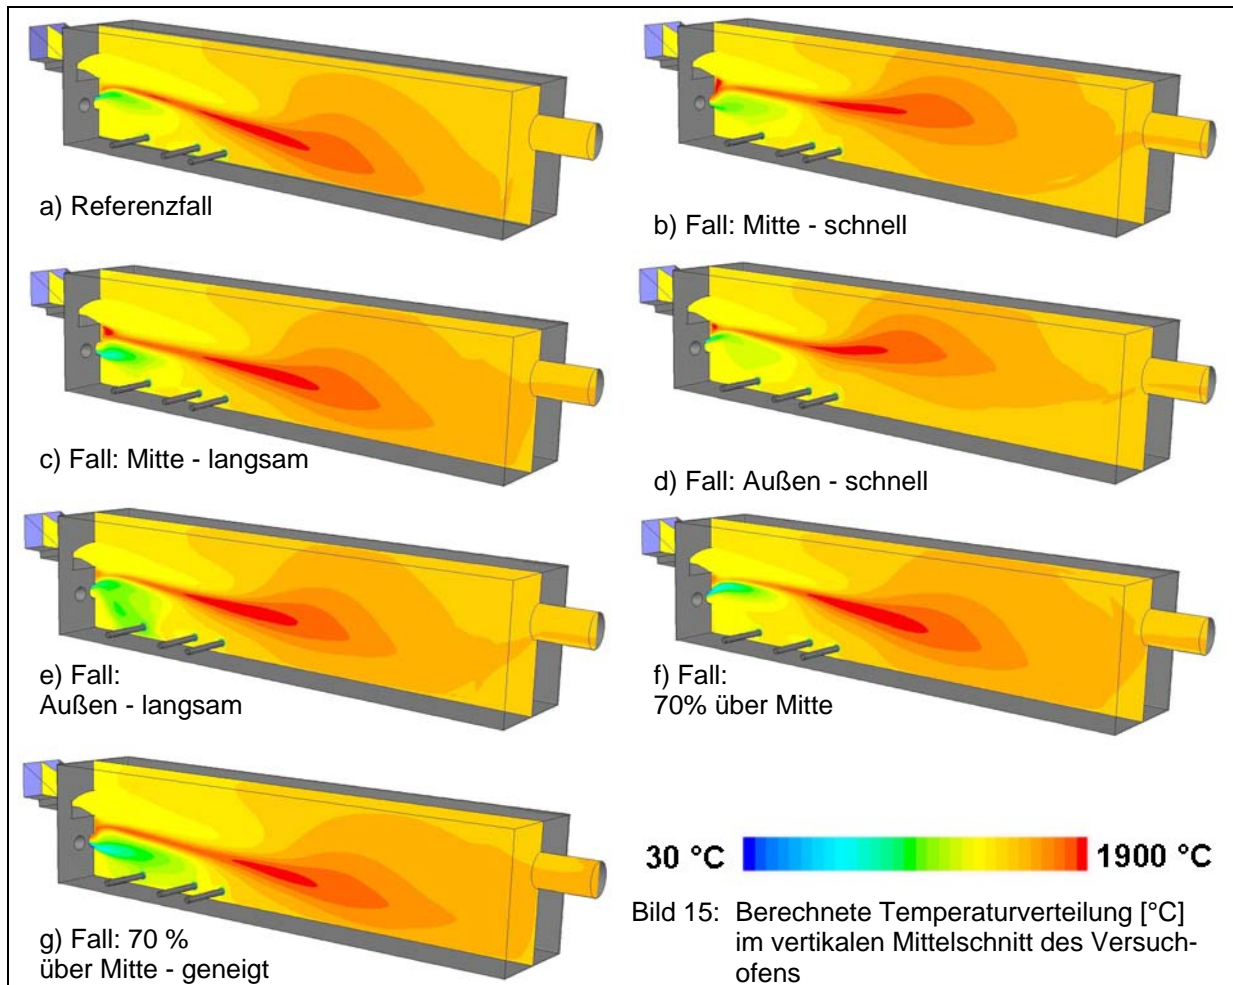 a) Referenzfall
b) Fall: Mitte - schnell
c) Fall: Mitte - langsam
d) Fall: Außen - schnell
e) Fall:
Außen - langsam
f) Fall:
70% über Mitte
g) Fall: 70 %
über Mitte - geneigt
30 °C 1900 °C
Bild 15: Berechnete Temperaturverteilung [°C]
im vertikalen Mittelschnitt des Versuch-
ofens